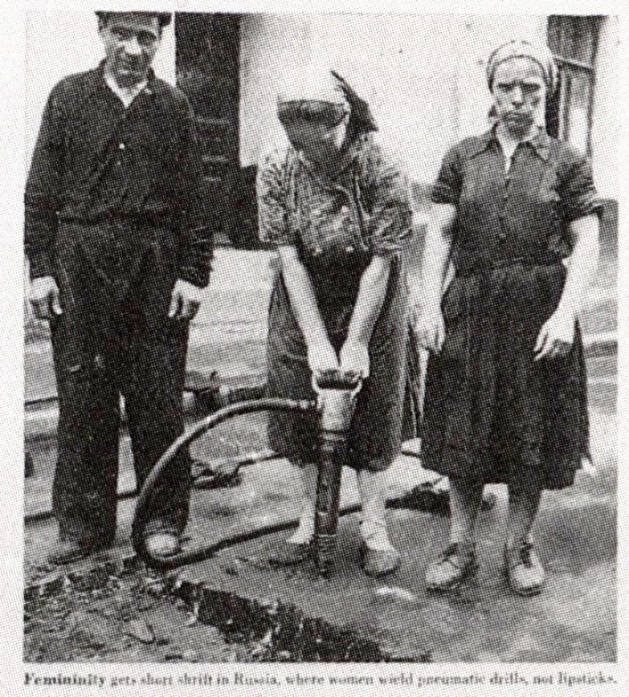 Femininity gets short shrift in Russia, where women wield pneumatic drills, not lipsticks.